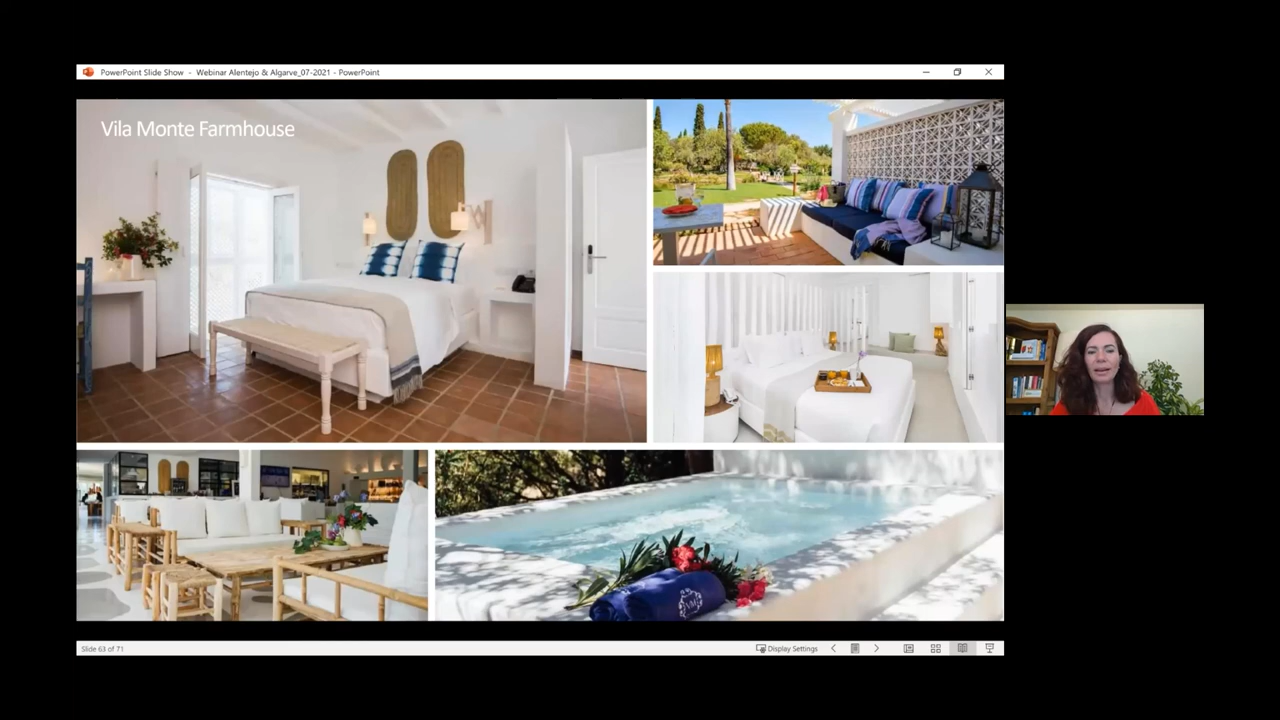 PowerPoint Slide Show - Webinar Alentejo & Algarve_07-2021 - PowerPoint
Vila Monte Farmhouse
Slide 63 of 71
Display Settings